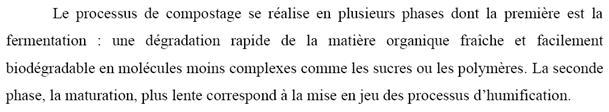 Le processus de compostage se réalise en plusieurs phases dont la première est la
fermentation : une dégradation rapide de la matière organique fraîche et facilement
biodégradable en molécules moins complexes comme les sucres ou les polymères. La seconde
phase, la maturation, plus lente correspond à la mise en jeu des processus d’humification.